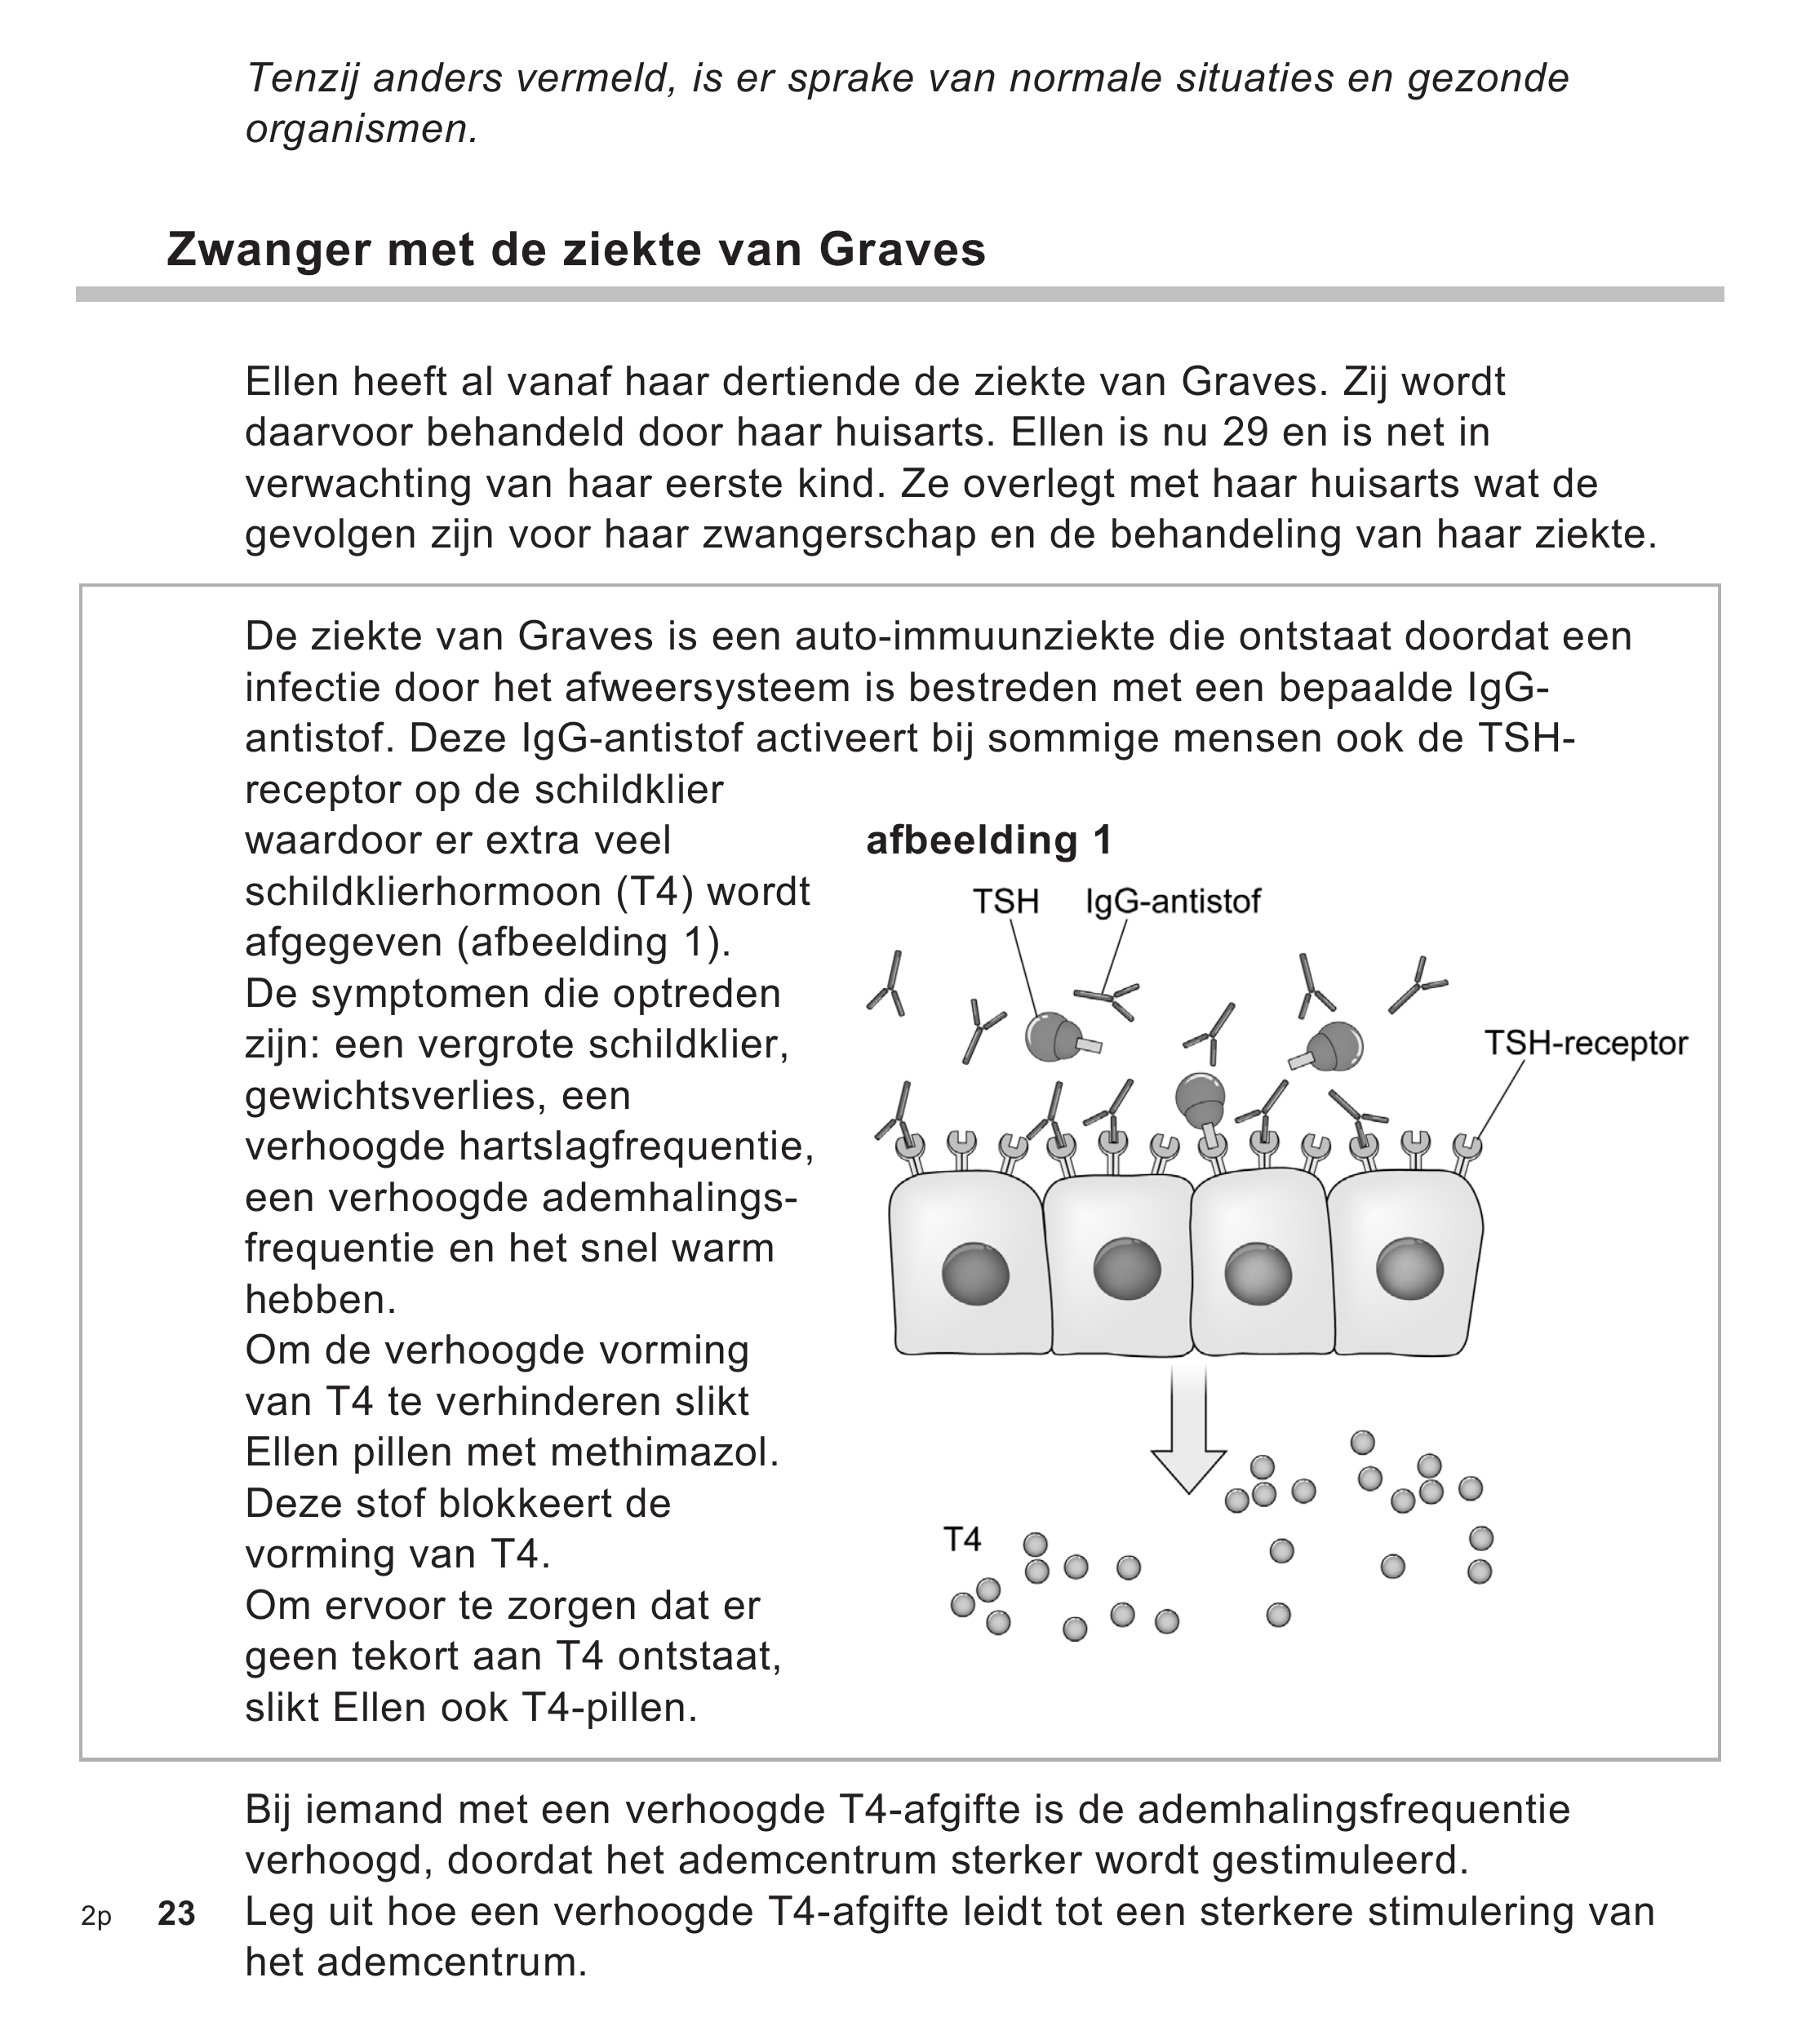 Tenzij anders vermeld, is er sprake van normale situaties en gezonde
organismen.
Zwanger met de ziekte van Graves
Ellen heeft al vanaf haar dertiende de ziekte van Graves. Zij wordt
daarvoor behandeld door haar huisarts. Ellen is nu 29 en is net in
verwachting van haar eerste kind. Ze overlegt met haar huisarts wat de
gevolgen zijn voor haar zwangerschap en de behandeling van haar ziekte.
De ziekte van Graves is een auto-immuunziekte die ontstaat doordat een
infectie door het afweersysteem is bestreden met een bepaalde IgG-
antistof. Deze IgG-antistof activeert bij sommige mensen ook de TSH-
receptor op de schildklier
waardoor er extra veel
schildklierhormoon (T4) wordt
afgegeven (afbeelding 1).
De symptomen die optreden
zijn: een vergrote schildklier,
gewichtsverlies, een
verhoogde hartslagfrequentie,
een verhoogde ademhalings-
frequentie en het snel warm
hebben.
Om de verhoogde vorming
van T4 te verhinderen slikt
Ellen pillen met methimazol.
Deze stof blokkeert de
vorming van T4.
Om ervoor te zorgen dat er
geen tekort aan T4 ontstaat,
slikt Ellen ook T4-pillen.
afbeelding 1
TSH IgG-antistof
TSH-receptor
T4
Bij iemand met een verhoogde T4-afgifte is de ademhalingsfrequentie
verhoogd, doordat het ademcentrum sterker wordt gestimuleerd.
2p 23 Leg uit hoe een verhoogde T4-afgifte leidt tot een sterkere stimulering van
het ademcentrum.